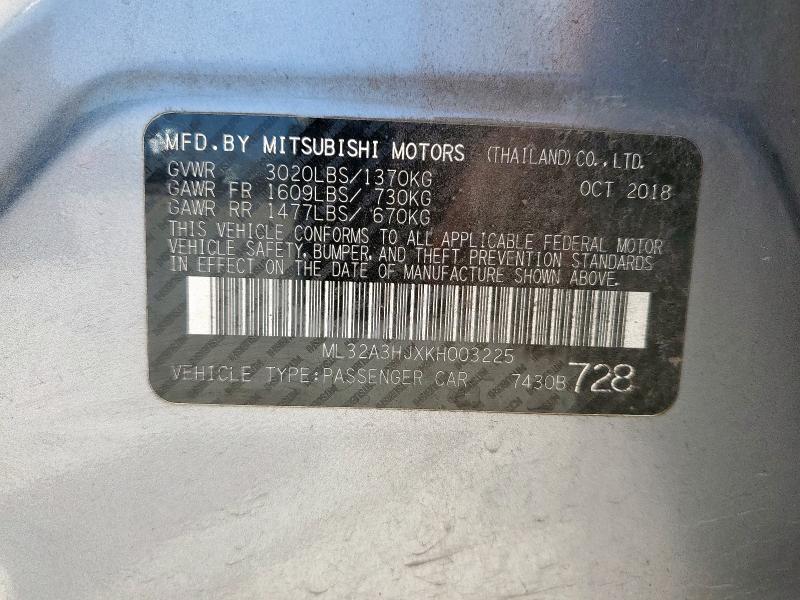 MFD.BY MITSUBISHI MOTORS (THAILAND)CO.,LTD.
GVWR 3020LBS/1370KG OCT 2018
GAWR FR 1609LBS/ 730KG
GAWR RR 1477LBS/ 670KG
THIS VEHICLE CONFORMS TO ALL APPLICABLE FEDERAL MOTOR
VEHICLE SAFETY, BUMPER, AND THEFT PREVENTION STANDARDS
IN EFFECT ON THE DATE OF MANUFACTURE SHOWN ABOVE.
ML32A3HJXKH003225
VEHICLE TYPE:PASSENGER CAR 7430B 728